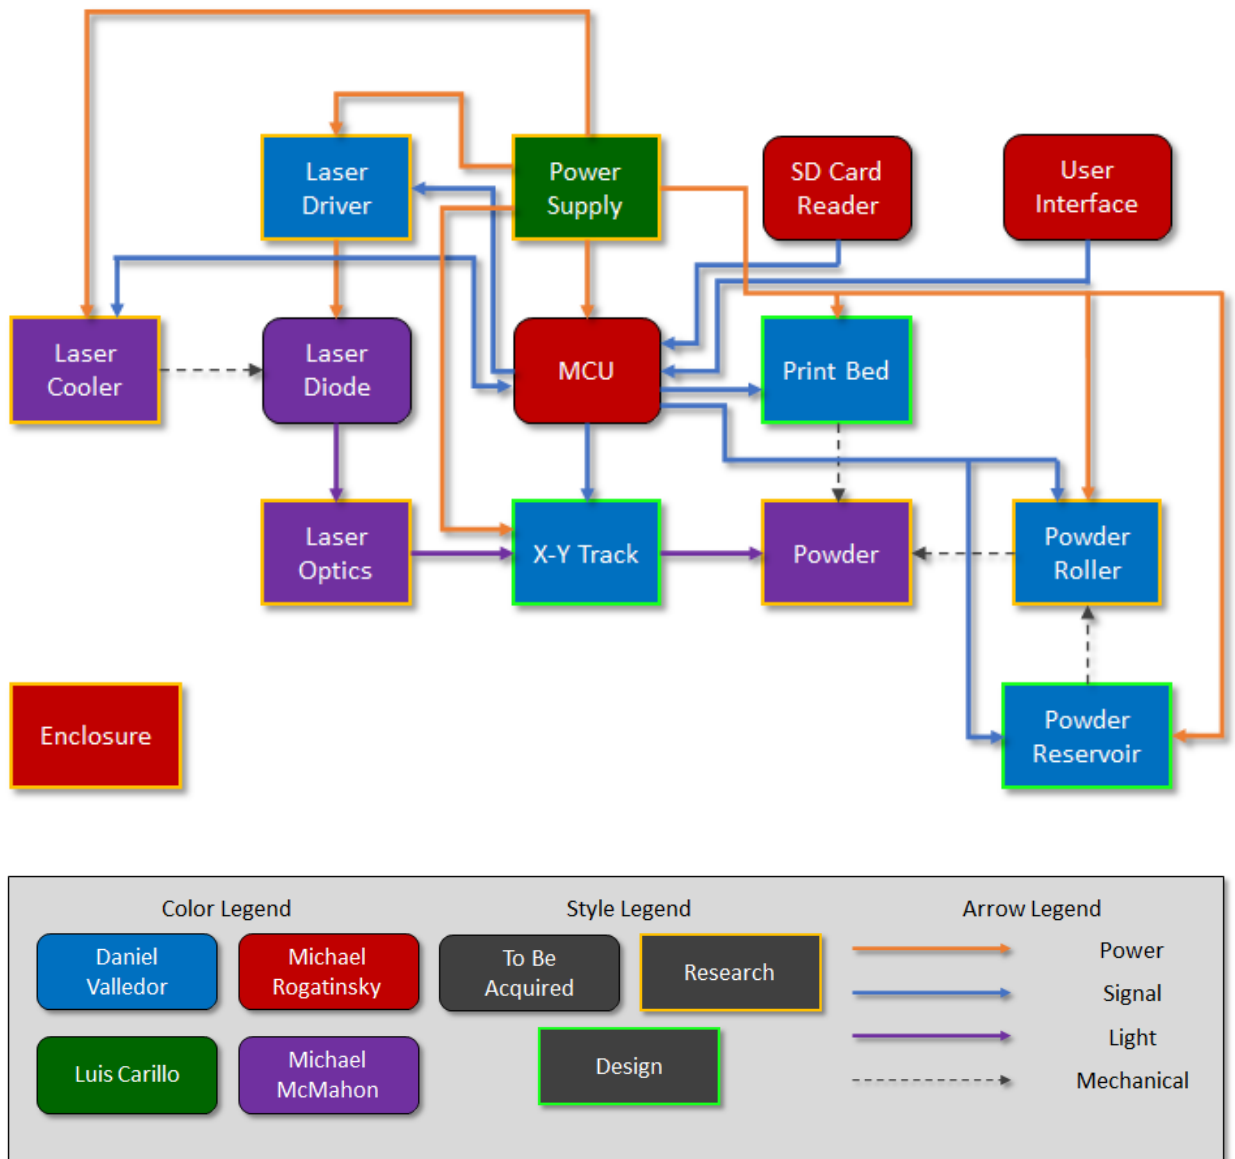 Laser
Driver
Power
Supply
SD Card
Reader
User
Interface
Laser
Cooler
Laser
Diode
MCU
Print Bed
Laser
Optics
X-Y Track
Powder
Powder
Roller
Enclosure
Powder
Reservoir
Color Legend
Style Legend
Arrow Legend
Daniel
Valledor
Michael
Rogatinsky
To Be
Acquired
Research
Power
Signal
Luis Carillo
Michael
McMahon
Design
Light
Mechanical